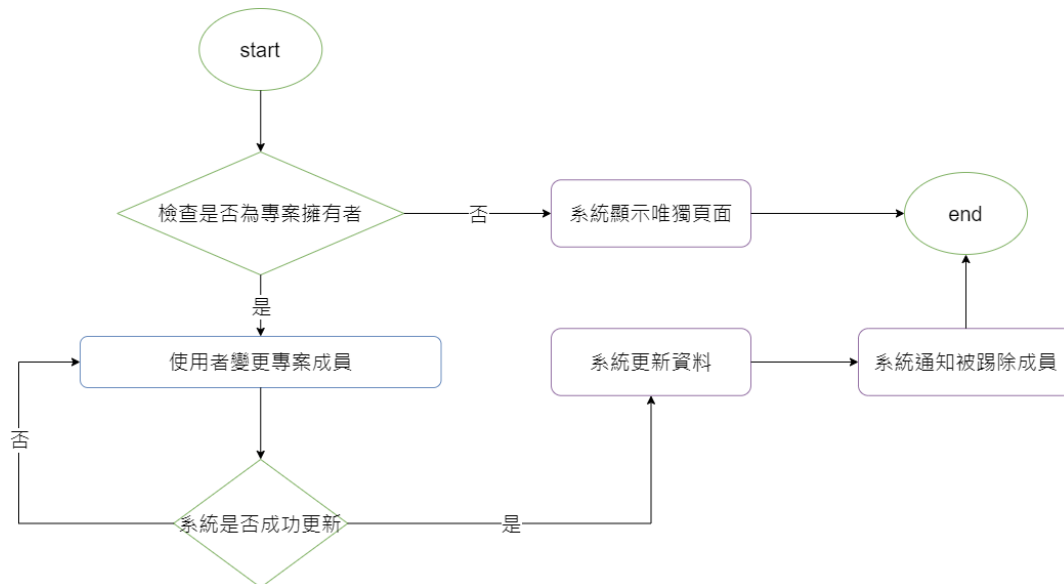 start
檢查是否為專案擁有者
否
系統顯示唯獨頁面
end
是
使用者變更專案成員
系統更新資料
系統通知被踢除成員
否
系統是否成功更新
是